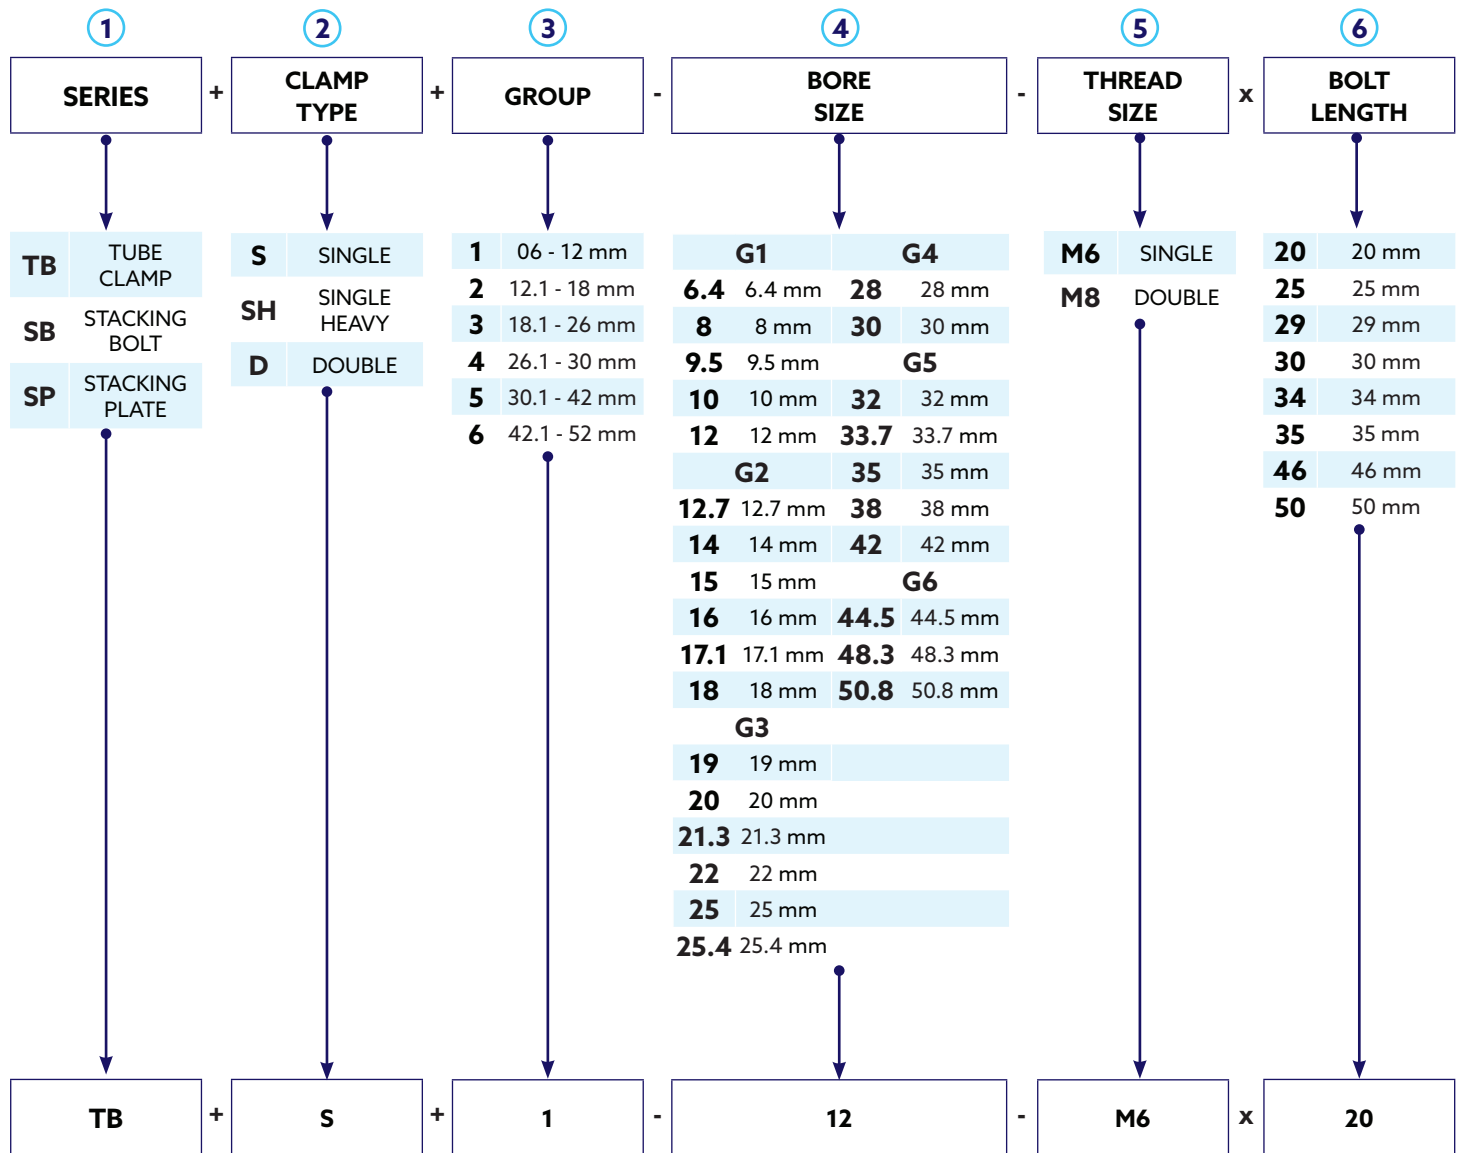 1 2 3 4 5 6
SERIES + CLAMP TYPE + GROUP - BORE SIZE - THREAD SIZE x BOLT LENGTH
TB TUBE CLAMP
SB STACKING BOLT
SP STACKING PLATE
S SINGLE
SH SINGLE HEAVY
D DOUBLE
1 06 - 12 mm
2 12.1 - 18 mm
3 18.1 - 26 mm
4 26.1 - 30 mm
5 30.1 - 42 mm
6 42.1 - 52 mm
G1
6.4 6.4 mm
8 8 mm
9.5 9.5 mm
10 10 mm
12 12 mm
G2
12.7 12.7 mm
14 14 mm
15 15 mm
16 16 mm
17.1 17.1 mm
18 18 mm
G3
19 19 mm
20 20 mm
21.3 21.3 mm
22 22 mm
25 25 mm
25.4 25.4 mm
G4
28 28 mm
30 30 mm
G5
32 32 mm
33.7 33.7 mm
35 35 mm
38 38 mm
42 42 mm
G6
44.5 44.5 mm
48.3 48.3 mm
50.8 50.8 mm
M6 SINGLE
M8 DOUBLE
20 20 mm
25 25 mm
29 29 mm
30 30 mm
34 34 mm
35 35 mm
46 46 mm
50 50 mm
TB + S + 1 - 12 - M6 x 20